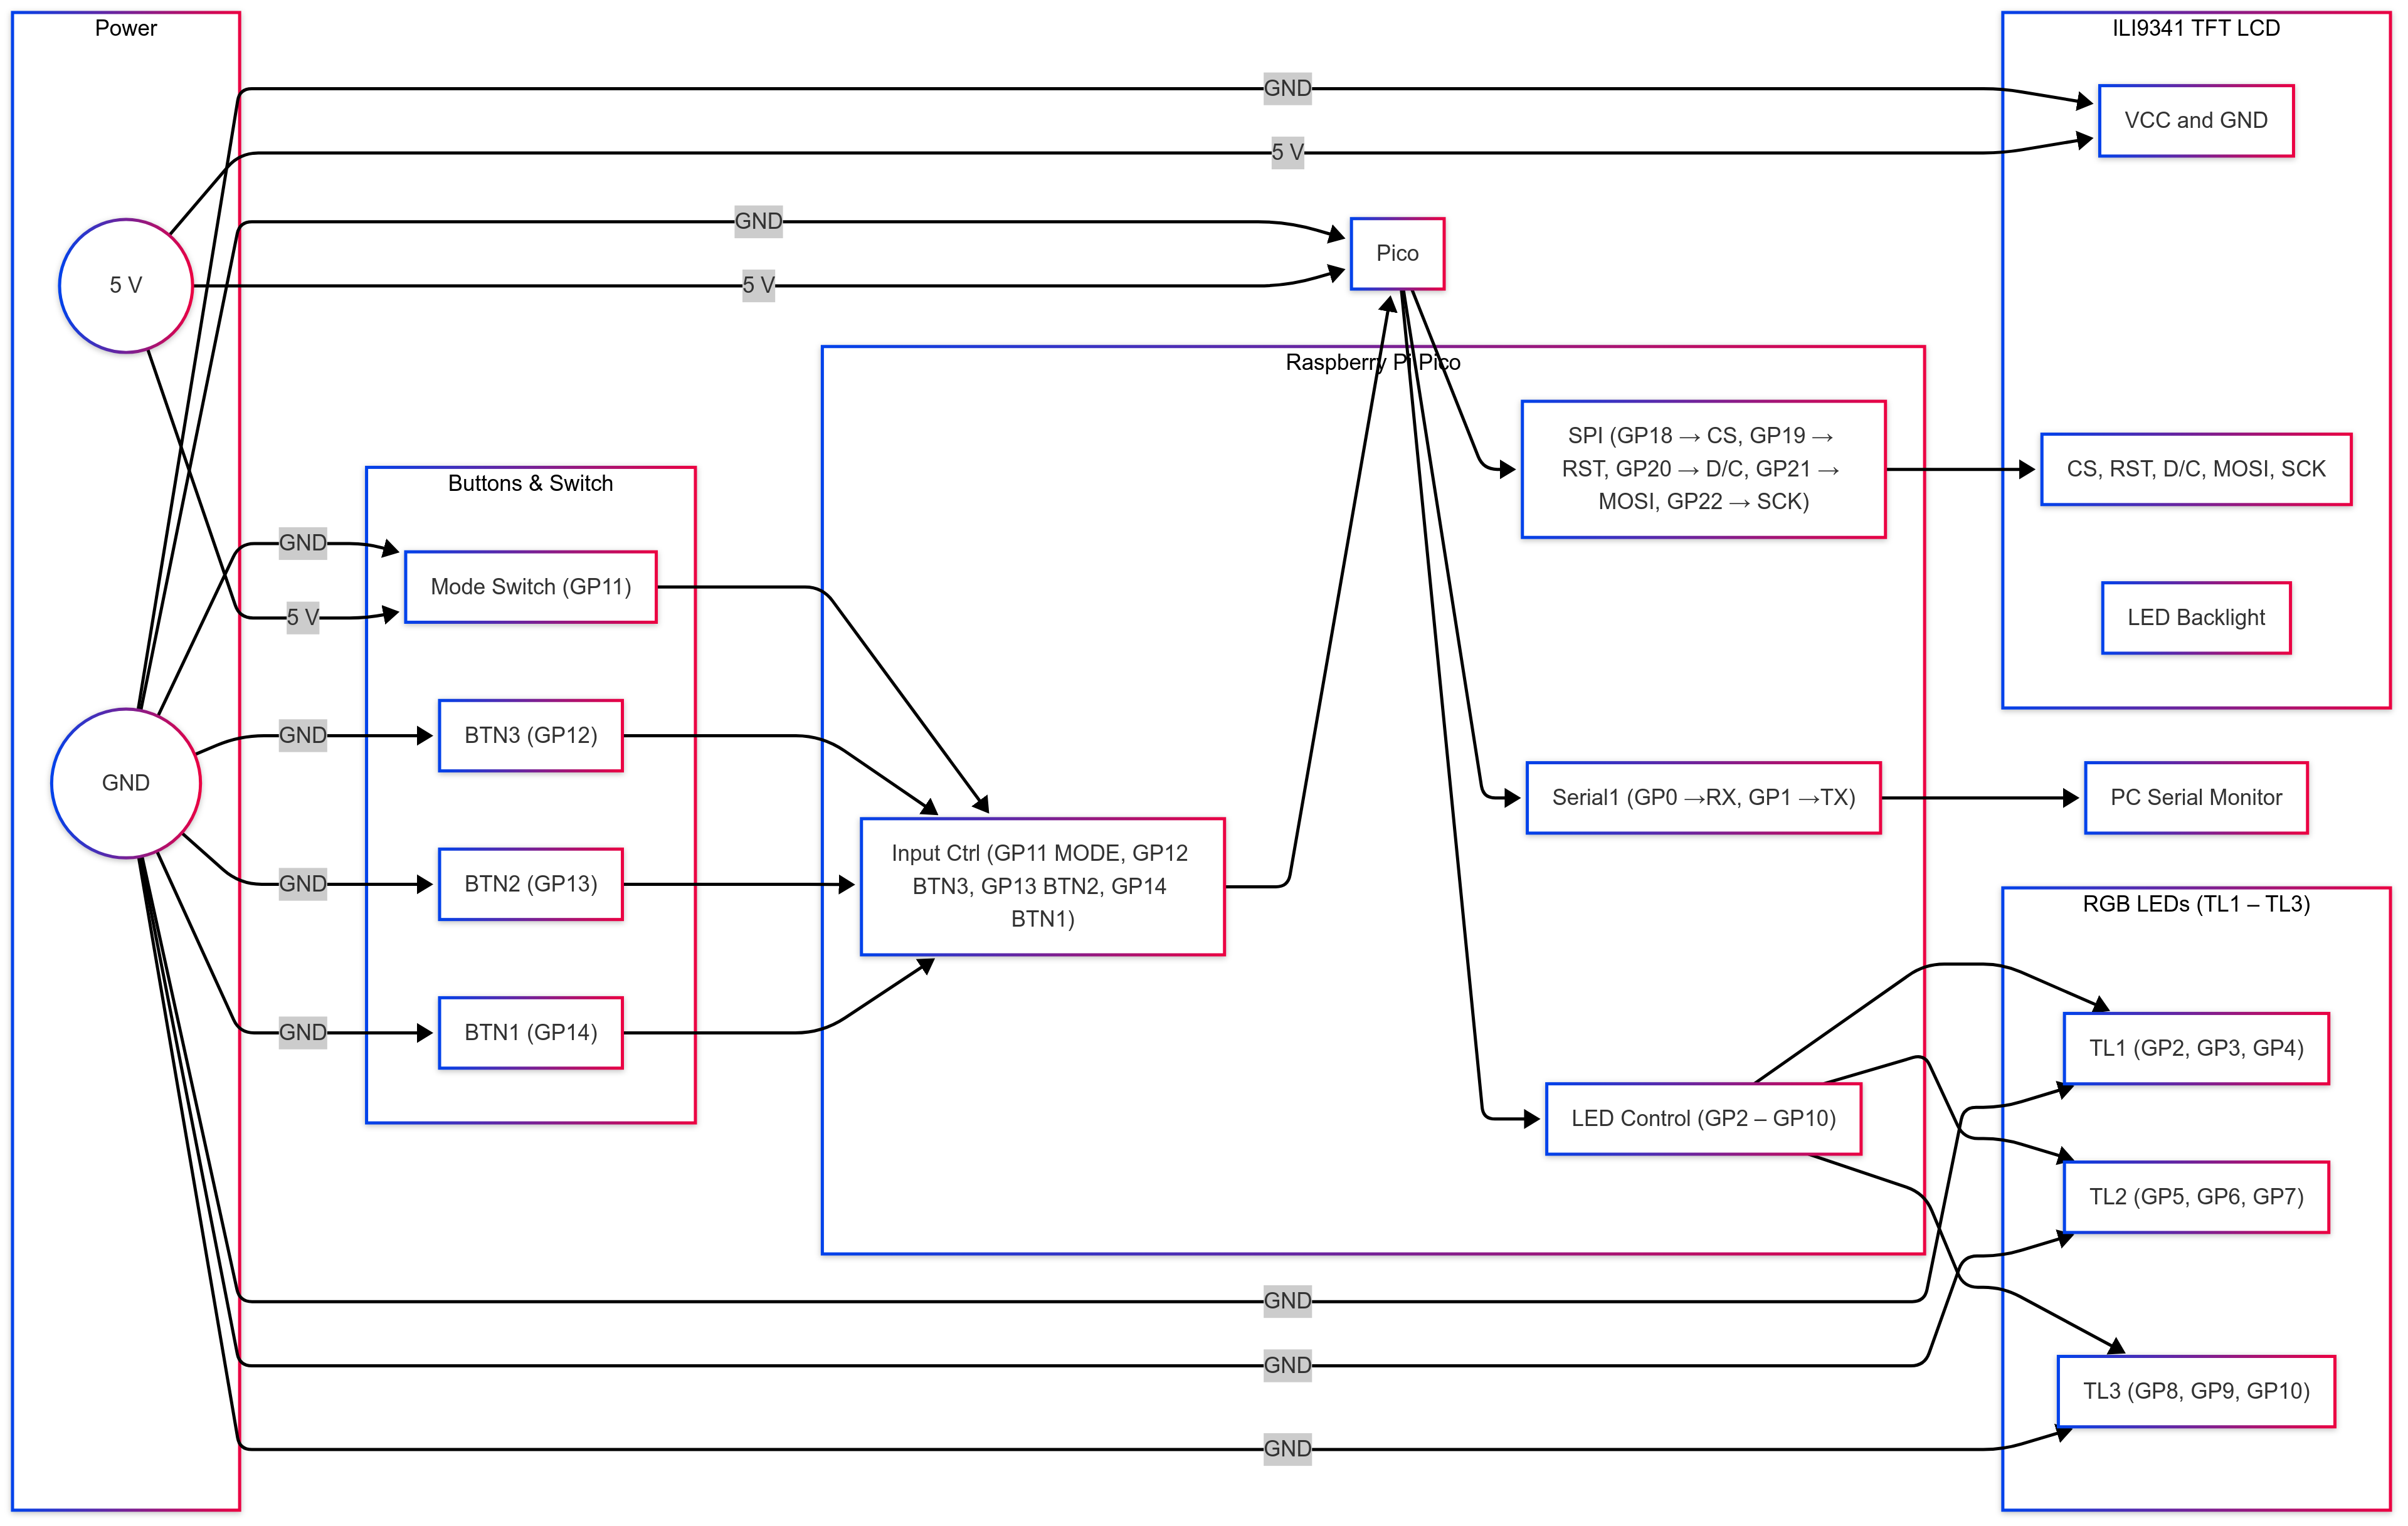 Power
ILI9341 TFT LCD
GND
VCC and GND
5 V
GND
Pico
5 V
5 V
Raspberry Pi Pico
SPI (GP18 → CS, GP19 →
RST, GP20 → D/C, GP21 →
MOSI, GP22 → SCK)
CS, RST, D/C, MOSI, SCK
Buttons & Switch
GND
Mode Switch (GP11)
5 V
LED Backlight
GND
BTN3 (GP12)
GND
Serial1 (GP0 →RX, GP1 →TX)
PC Serial Monitor
Input Ctrl (GP11 MODE, GP12
BTN3, GP13 BTN2, GP14
BTN1)
GND
BTN2 (GP13)
RGB LEDs (TL1 – TL3)
GND
BTN1 (GP14)
TL1 (GP2, GP3, GP4)
LED Control (GP2 – GP10)
TL2 (GP5, GP6, GP7)
GND
GND
TL3 (GP8, GP9, GP10)
GND